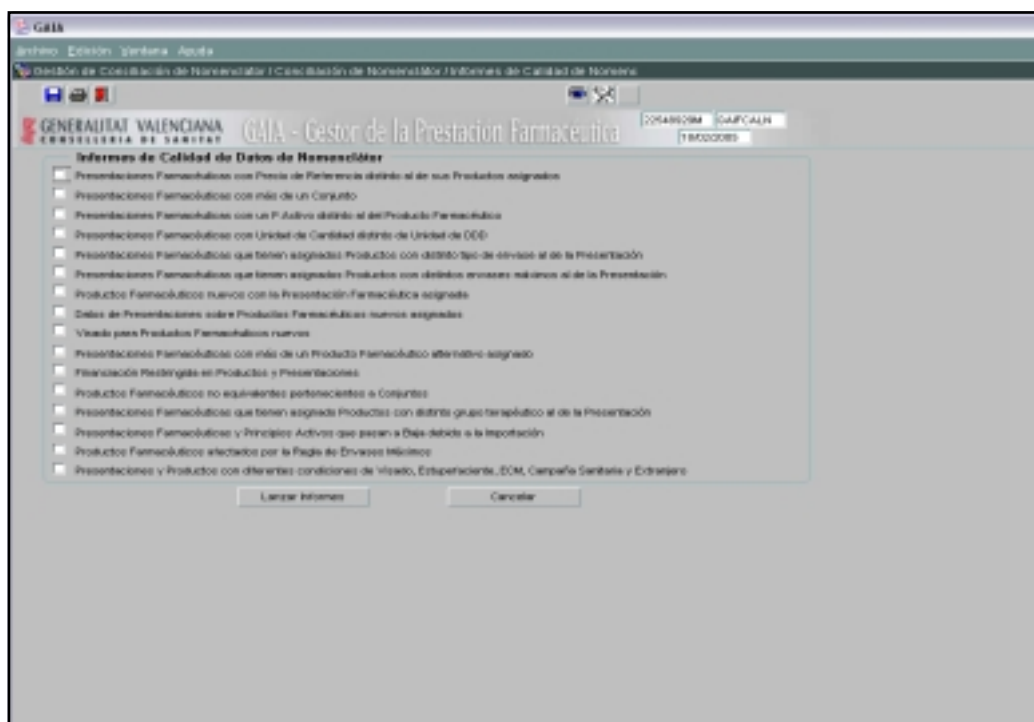 GAIA
Archivo Edición Ventana Ayuda
Gestión de Conciliación de Nomenclátor / Conciliación de Nomenclátor / Informes de Calidad de Nomenc
GENERALITAT VALENCIANA
CONSELLERIA DE SANITAT
GAIA - Gestor de la Prestación Farmacéutica
Informes de Calidad de Datos de Nomenclátor
Presentaciones Farmacéuticas con Precio de Referencia distinto al de sus Productos asignados
Presentaciones Farmacéuticas con más de un Conjunto
Presentaciones Farmacéuticas con un P.Activo distinto al del Producto Farmacéutico
Presentaciones Farmacéuticas con Unidad de Cantidad distinto de Unidad de DDD
Presentaciones Farmacéuticas que tienen asignados Productos con distinto tipo de envase al de la Presentación
Presentaciones Farmacéuticas que tienen asignados Productos con distintos envases máximos al de la Presentación
Productos Farmacéuticos nuevos con la Presentación Farmacéutica asignada
Datos de Presentaciones sobre Productos Farmacéuticos nuevos asignados
Visado para Productos Farmacéuticos nuevos
Presentaciones Farmacéuticas con más de un Producto Farmacéutico alternativo asignado
Financiación Restringida en Productos y Presentaciones
Productos Farmacéuticos no equivalentes pertenecientes a Conjuntos
Presentaciones Farmacéuticas que tienen asignado Productos con distinto grupo terapéutico al de la Presentación
Presentaciones Farmacéuticas y Principios Activos que pasan a Baja debido a la Importación
Productos Farmacéuticos afectados por la Regla de Envases Máximos
Presentaciones y Productos con diferentes condiciones de Visado, Estupefaciente, ECM, Campaña Sanitaria y Extranjero
Lanzar Informes
Cancelar